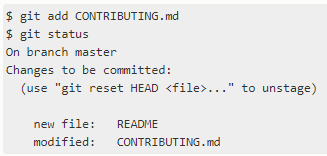 $ git add CONTRIBUTING.md
$ git status
On branch master
Changes to be committed:
  (use "git reset HEAD <file>..." to unstage)

    new file:   README
    modified:   CONTRIBUTING.md